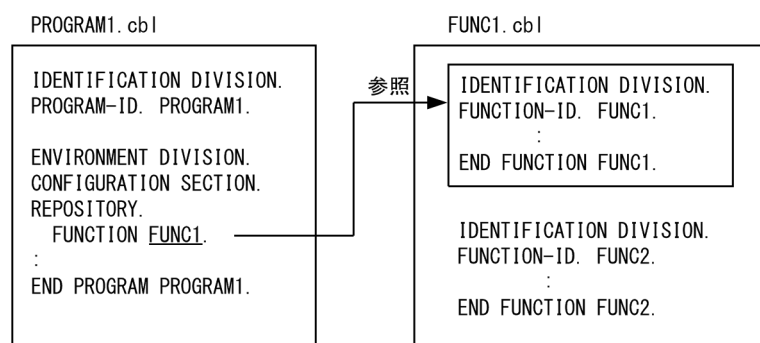 PROGRAM1.cbl
IDENTIFICATION DIVISION.
PROGRAM-ID. PROGRAM1.
ENVIRONMENT DIVISION.
CONFIGURATION SECTION.
REPOSITORY.
FUNCTION FUNC1.
:
END PROGRAM PROGRAM1.
参照
FUNC1.cbl
IDENTIFICATION DIVISION.
FUNCTION-ID. FUNC1.
:
END FUNCTION FUNC1.
IDENTIFICATION DIVISION.
FUNCTION-ID. FUNC2.
:
END FUNCTION FUNC2.